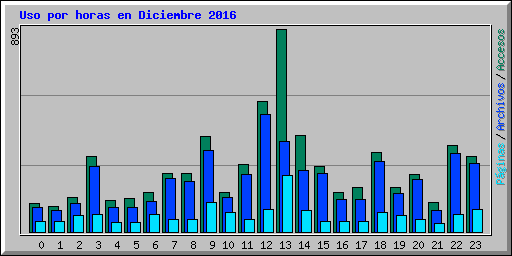 Uso por horas en Diciembre 2016
893
Páginas / Archivos / Accesos
0 1 2 3 4 5 6 7 8 9 10 11 12 13 14 15 16 17 18 19 20 21 22 23